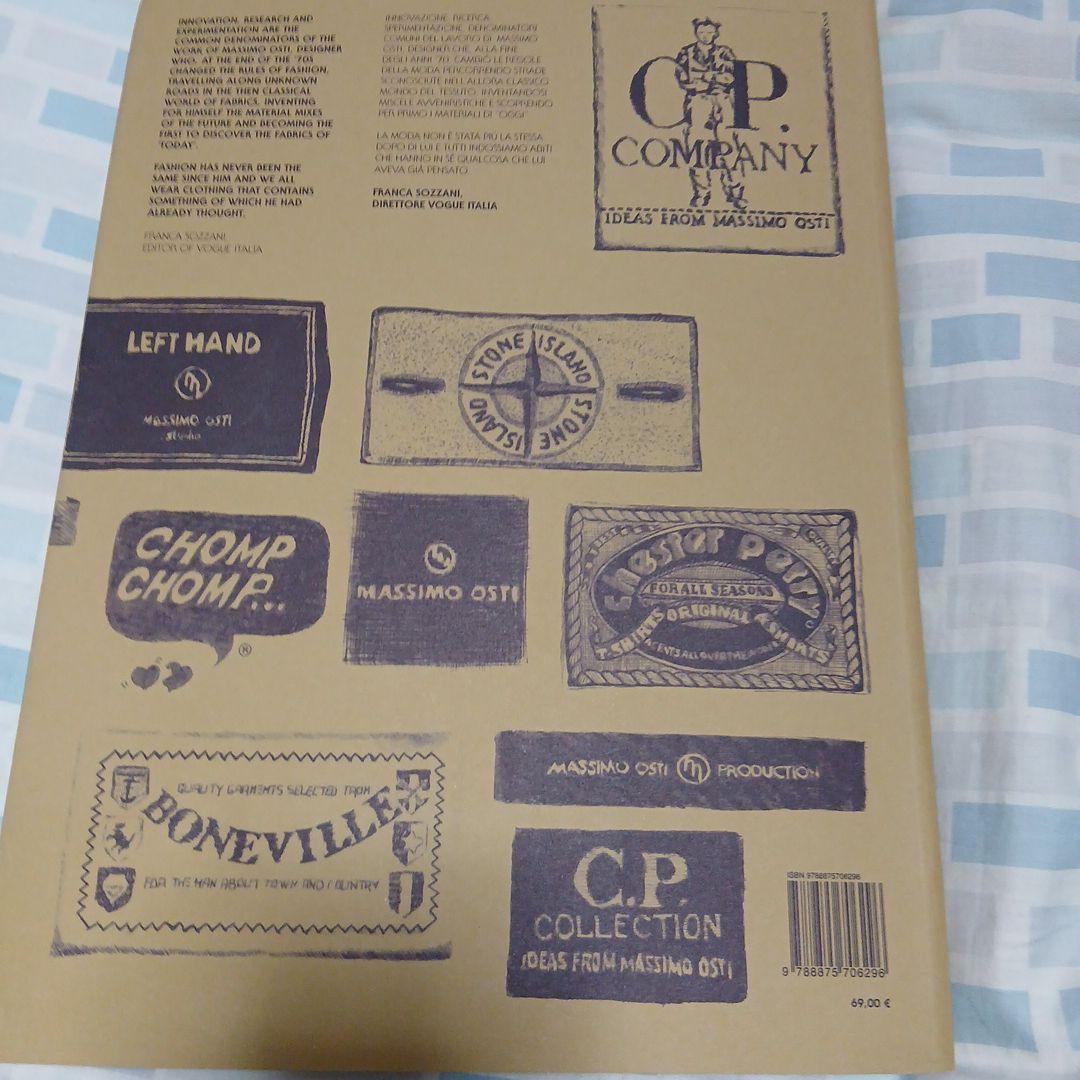 INNOVATION, RESEARCH AND
EXPERIMENTATION ARE THE
COMMON DENOMINATORS OF THE
WORK OF MASSIMO OSTI, DESIGNER
WHO, AT THE END OF THE '70S
CHANGED THE RULES OF FASHION,
TRAVELLING ALONG UNKNOWN
ROADS IN THE THEN CLASSICAL
WORLD OF FABRICS, INVENTING
FOR HIMSELF THE MATERIAL MIXES
OF THE FUTURE AND BECOMING THE
FIRST TO DISCOVER THE FABRICS OF
'TODAY'.
FASHION HAS NEVER BEEN THE
SAME SINCE HIM AND WE ALL
WEAR CLOTHING THAT CONTAINS
SOMETHING OF WHICH HE HAD
ALREADY THOUGHT.
FRANCA SOZZANI,
EDITOR OF VOGUE ITALIA
INNOVAZIONE, RICERCA,
SPERIMENTAZIONE: DENOMINATORI
COMUNI DEL LAVORO DI MASSIMO
OSTI, DESIGNER CHE, ALLA FINE
DEGLI ANNI '70 CAMBIÒ LE REGOLE
DELLA MODA PERCORRENDO STRADE
SCONOSCIUTE NELL'ALLORA CLASSICO
MONDO DEL TESSUTO, INVENTANDOSI
MISCELE AVVENIRISTICHE E SCOPRENDO
PER PRIMO I MATERIALI DI "OGGI".
LA MODA NON È STATA PIÙ LA STESSA
DOPO DI LUI E TUTTI INDOSSIAMO ABITI
CHE HANNO IN SÉ QUALCOSA CHE LUI
AVEVA GIÀ PENSATO.
FRANCA SOZZANI,
DIRETTORE VOGUE ITALIA
C.P.
COMPANY
IDEAS FROM MASSIMO OSTI
LEFT HAND
MASSIMO OSTI
studio
STONE ISLAND
STONE ISLAND
CHOMP
CHOMP...
®
MASSIMO OSTI
BEST QUALITY
Chester Perry
FOR ALL SEASONS
ORIGINAL
T.SHIRTS & SHIRTS
AGENTS ALL OVER THE WORLD
QUALITY GARMENTS SELECTED FROM
BONEVILLE
FOR THE MAN ABOUT TOWN AND COUNTRY
MASSIMO OSTI PRODUCTION
C.P.
COLLECTION
IDEAS FROM MASSIMO OSTI
ISBN 9788875706296
9 788875 706296
69,00 €